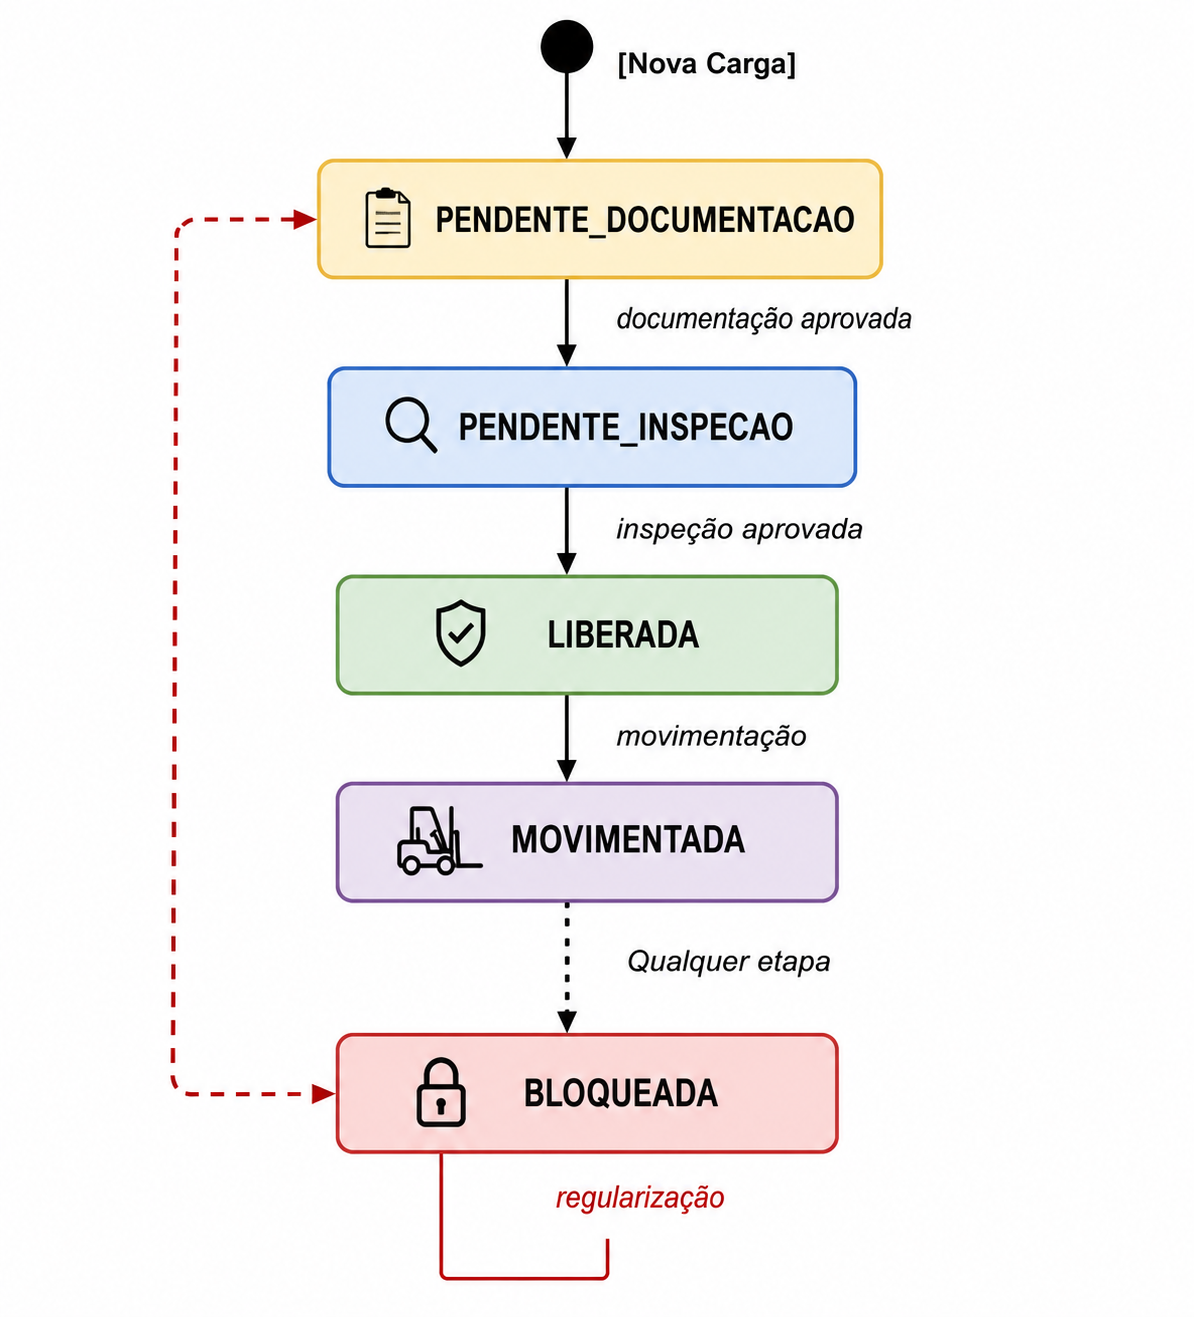 [Nova Carga]
PENDENTE_DOCUMENTACAO
documentação aprovada
PENDENTE_INSPECAO
inspeção aprovada
LIBERADA
movimentação
MOVIMENTADA
Qualquer etapa
BLOQUEADA
regularização